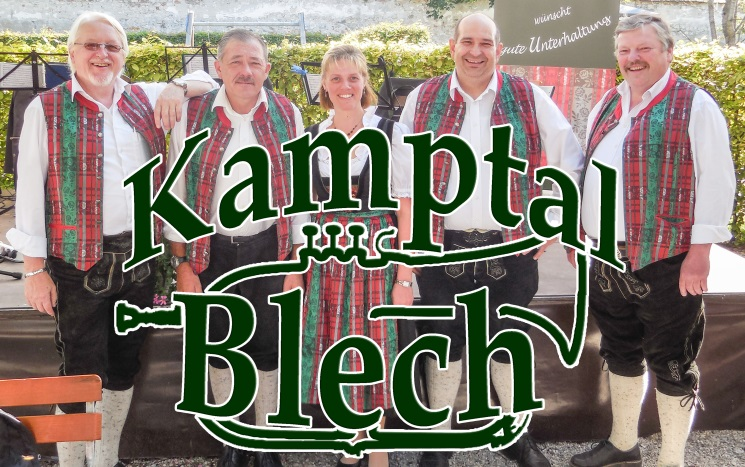 wünscht
gute Unterhaltung
Kamptal
Blech